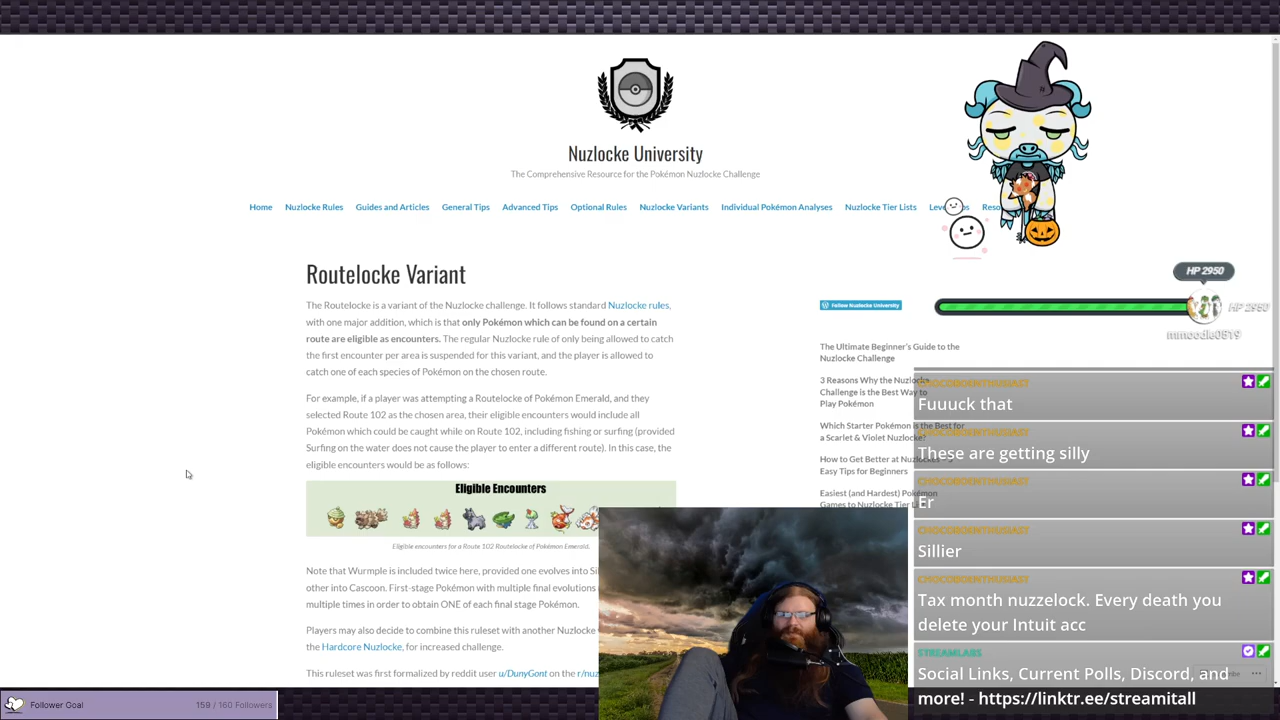 Nuzlocke University
The Comprehensive Resource for the Pokémon Nuzlocke Challenge
Home Nuzlocke Rules Guides and Articles General Tips Advanced Tips Optional Rules Nuzlocke Variants Individual Pokémon Analyses Nuzlocke Tier Lists
Routelocke Variant
The Routelocke is a variant of the Nuzlocke challenge. It follows standard Nuzlocke rules,
with one major addition, which is that only Pokémon which can be found on a certain
route are eligible as encounters. The regular Nuzlocke rule of only being allowed to catch
the first encounter per area is suspended for this variant, and the player is allowed to
catch one of each species of Pokémon on the chosen route.
For example, if a player was attempting a Routelocke of Pokémon Emerald, and they
selected Route 102 as the chosen area, their eligible encounters would include all
Pokémon which could be caught while on Route 102, including fishing or surfing (provided
Surfing on the water does not cause the player to enter a different route). In this case, the
eligible encounters would be as follows:
Eligible Encounters
Eligible encounters for a Route 102 Routelocke of Pokémon Emerald.
Note that Wurmple is included twice here, provided one evolves into
other into Cascoon. First-stage Pokémon with multiple final evolutions
multiple times in order to obtain ONE of each final stage Pokémon.
Players may also decide to combine this ruleset with another Nuzlocke
the Hardcore Nuzlocke, for increased challenge.
This ruleset was first formalized by reddit user u/DunyGont on the
Follow Nuzlocke University
The Ultimate Beginner's Guide to the
Nuzlocke Challenge
3 Reasons Why the Nuzlocke
Challenge is the Best Way to
Play Pokémon
Which Starter Pokémon is the Best for
a Scarlet & Violet Nuzlocke?
How to Get Better at Nuzlockes
Easy Tips for Beginners
Easiest (and Hardest) Pokémon
Games to Nuzlocke Tier
HP 2950
HP 2950
mmoodle0519
CHOCOBOENTHUSIAST
Fuuuck that
CHOCOBOENTHUSIAST
These are getting silly
CHOCOBOENTHUSIAST
Er
CHOCOBOENTHUSIAST
Sillier
CHOCOBOENTHUSIAST
Tax month nuzzelock. Every death you
delete your Intuit acc
STREAMLABS
Social Links, Current Polls, Discord, and
more! - https://linktr.ee/streamitall
Follower Goal 159 / 160 Followers